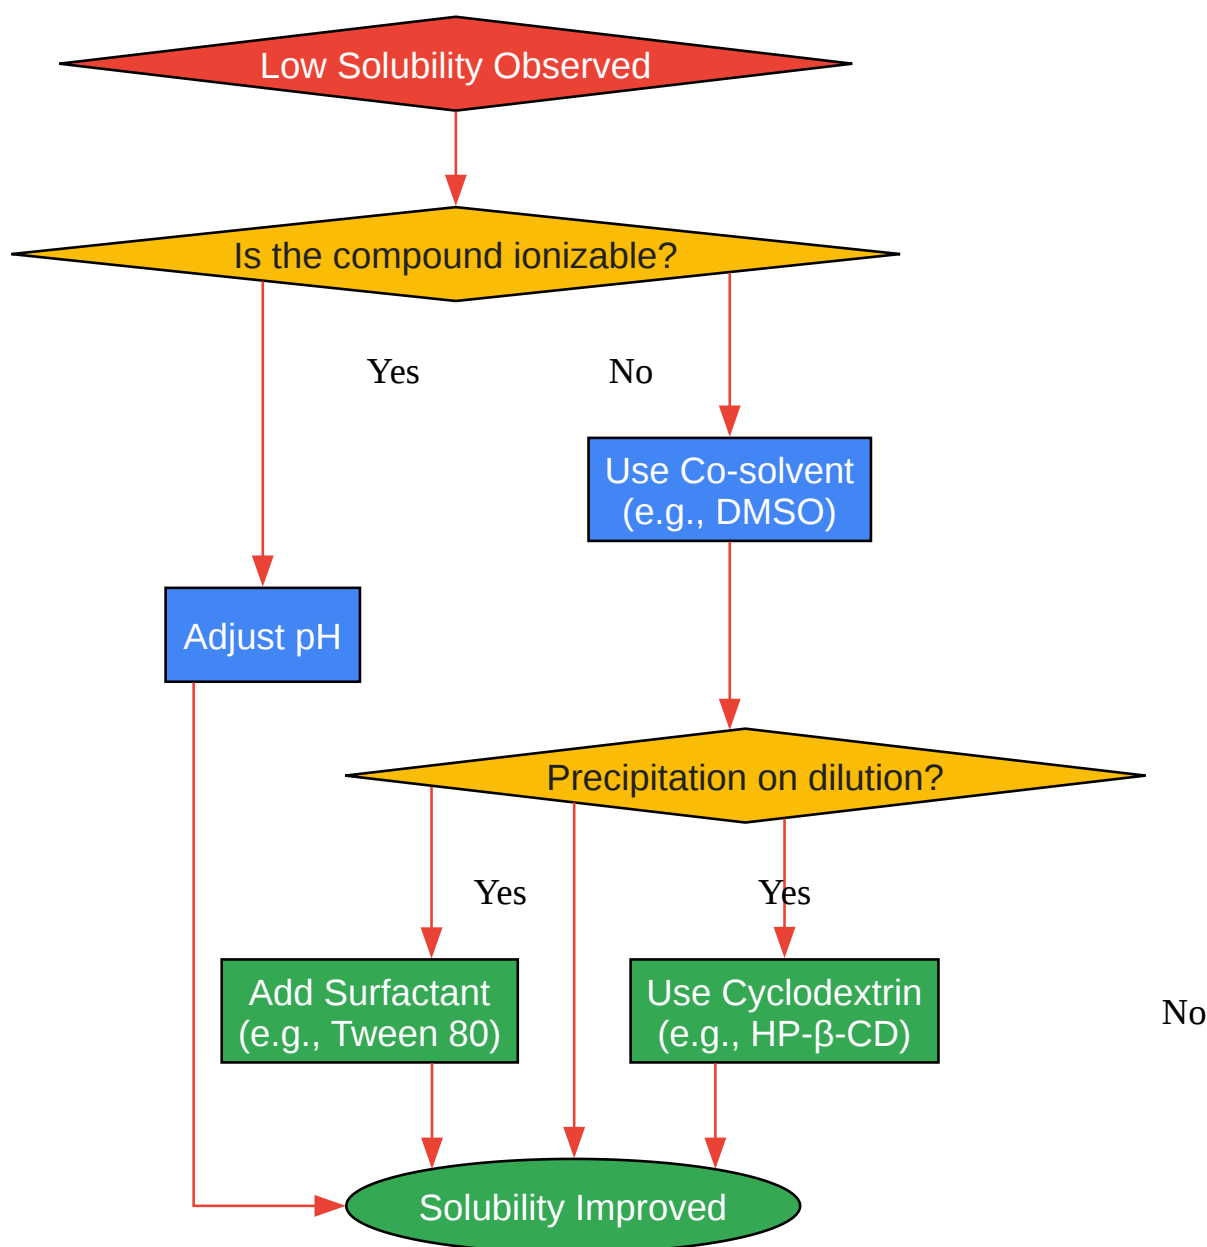 Low Solubility Observed
Is the compound ionizable?
Yes
No
Use Co-solvent
(e.g., DMSO)
Adjust pH
Precipitation on dilution?
Yes
Yes
Add Surfactant
(e.g., Tween 80)
Use Cyclodextrin
(e.g., HP-β-CD)
No
Solubility Improved